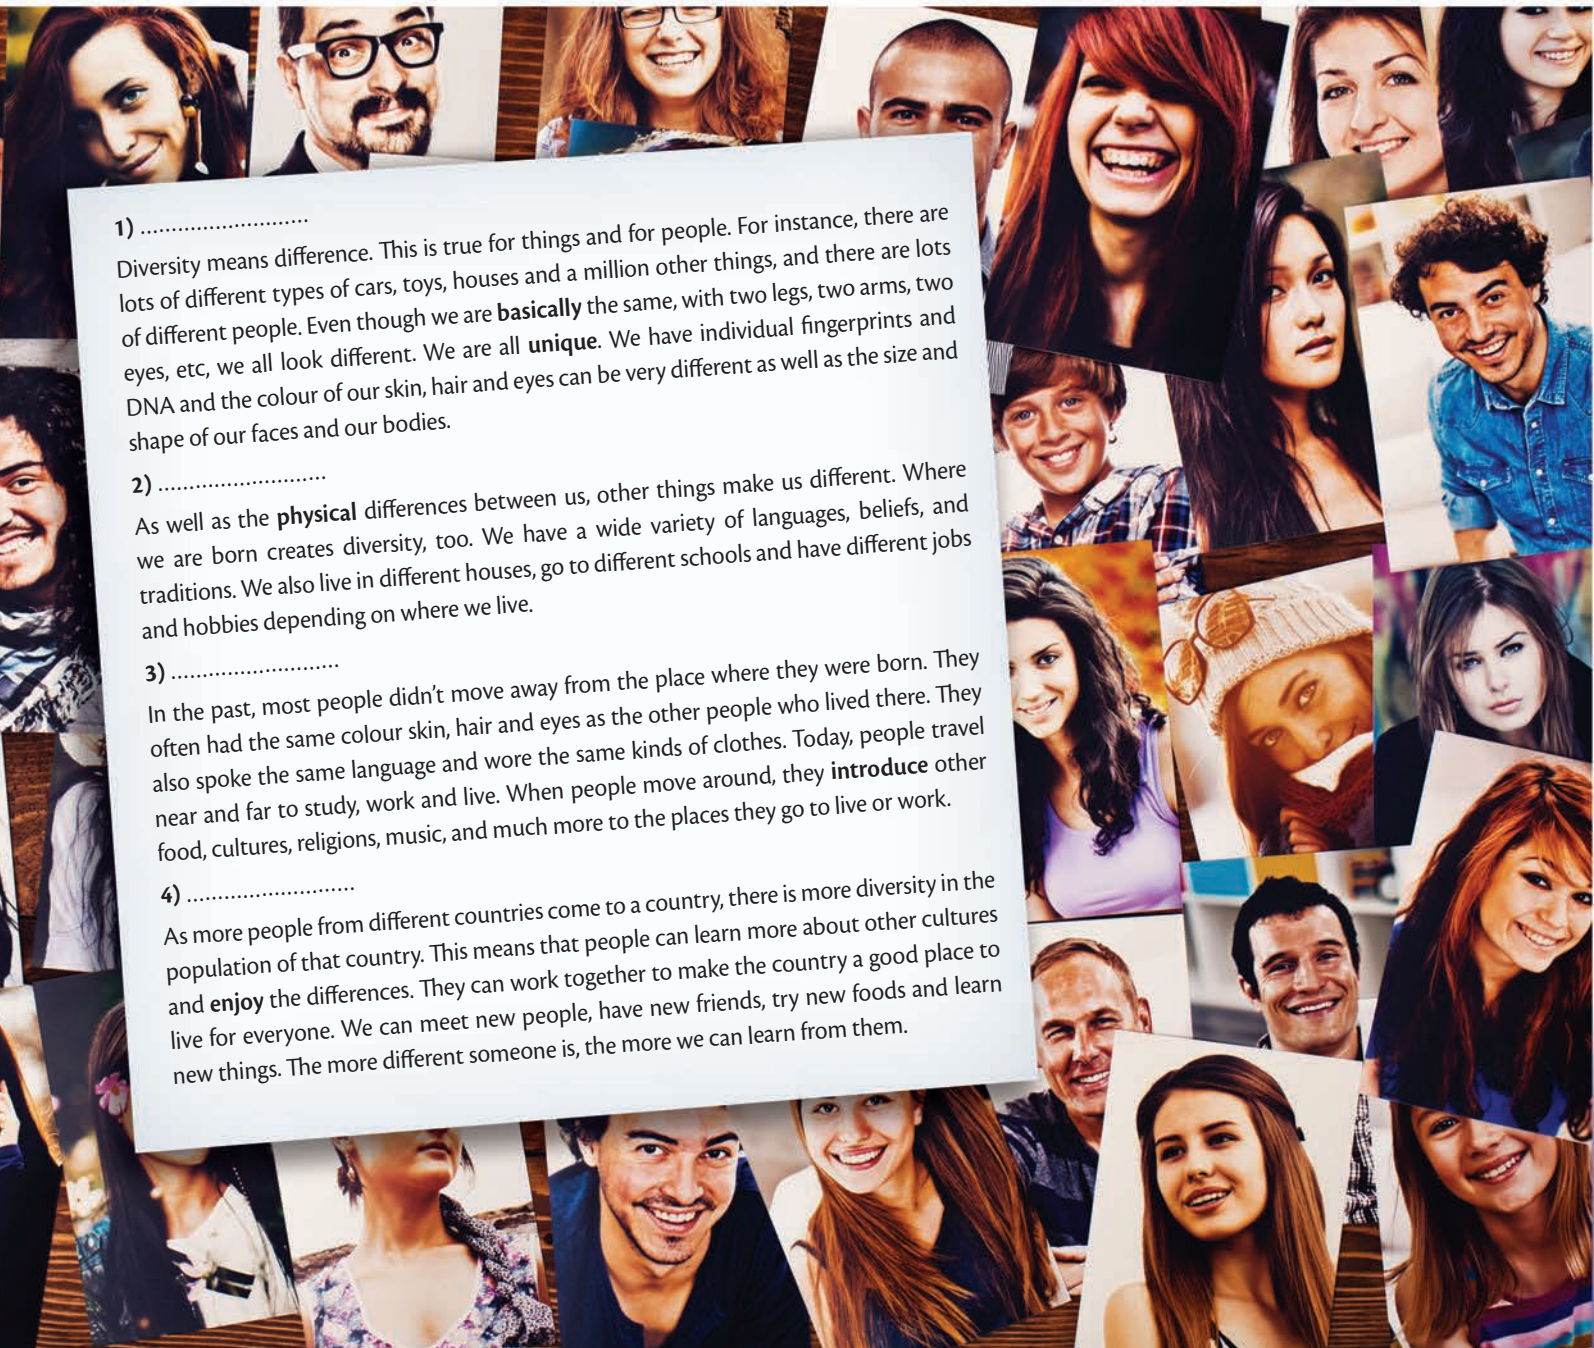 1) ...........................
Diversity means difference. This is true for things and for people. For instance, there are
lots of different types of cars, toys, houses and a million other things, and there are lots
of different people. Even though we are basically the same, with two legs, two arms, two
eyes, etc, we all look different. We are all unique. We have individual fingerprints and
DNA and the colour of our skin, hair and eyes can be very different as well as the size and
shape of our faces and our bodies.
2) ...........................
As well as the physical differences between us, other things make us different. Where
we are born creates diversity, too. We have a wide variety of languages, beliefs, and
traditions. We also live in different houses, go to different schools and have different jobs
and hobbies depending on where we live.
3) ...........................
In the past, most people didn't move away from the place where they were born. They
often had the same colour skin, hair and eyes as the other people who lived there. They
also spoke the same language and wore the same kinds of clothes. Today, people travel
near and far to study, work and live. When people move around, they introduce other
food, cultures, religions, music, and much more to the places they go to live or work.
4) ...........................
As more people from different countries come to a country, there is more diversity in the
population of that country. This means that people can learn more about other cultures
and enjoy the differences. They can work together to make the country a good place to
live for everyone. We can meet new people, have new friends, try new foods and learn
new things. The more different someone is, the more we can learn from them.